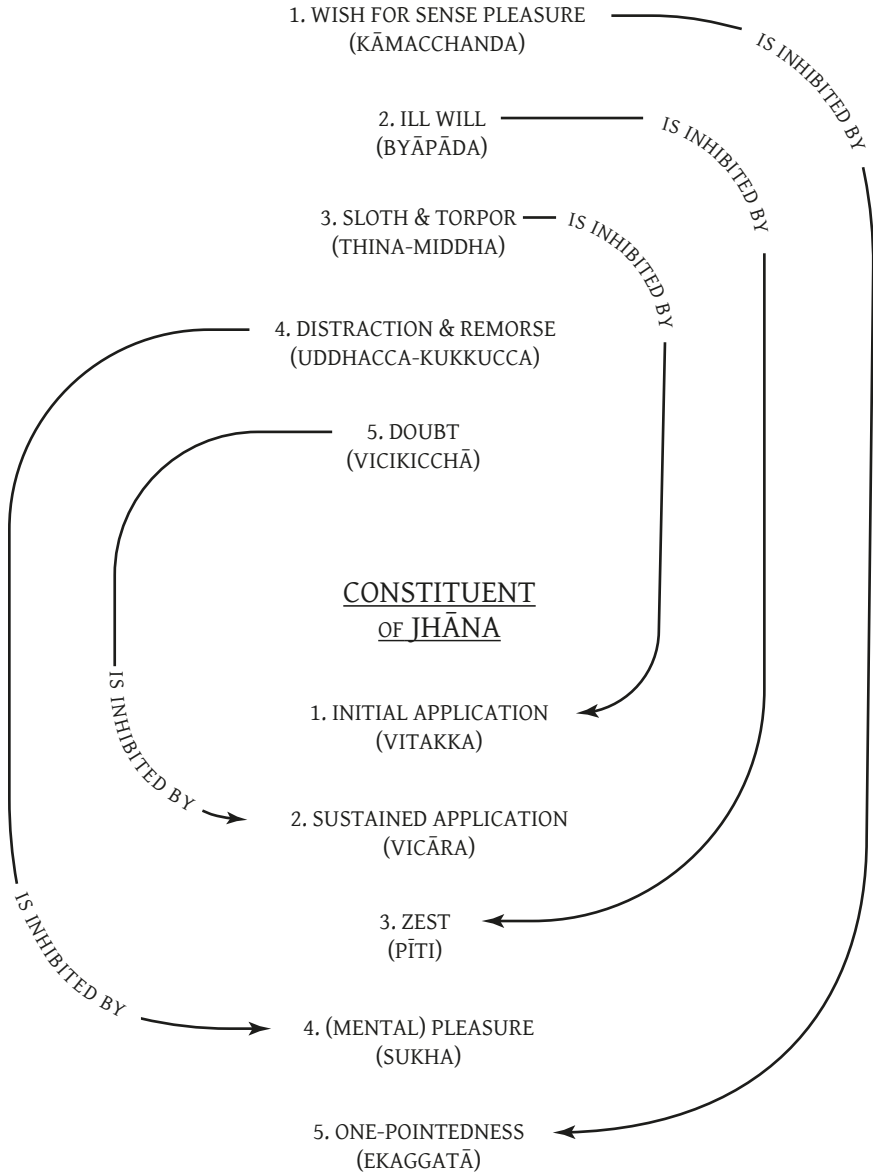 1. WISH FOR SENSE PLEASURE
(KĀMACCHANDA)
IS INHIBITED BY
2. ILL WILL
(BYĀPĀDA)
IS INHIBITED BY
3. SLOTH & TORPOR
(THINA-MIDDHA)
IS INHIBITED BY
4. DISTRACTION & REMORSE
(UDDHACCA-KUKKUCCA)
5. DOUBT
(VICIKICCHĀ)
CONSTITUENT
OF JHĀNA
IS INHIBITED BY
1. INITIAL APPLICATION
(VITAKKA)
2. SUSTAINED APPLICATION
(VICĀRA)
IS INHIBITED BY
3. ZEST
(PĪTI)
4. (MENTAL) PLEASURE
(SUKHA)
5. ONE-POINTEDNESS
(EKAGGATĀ)